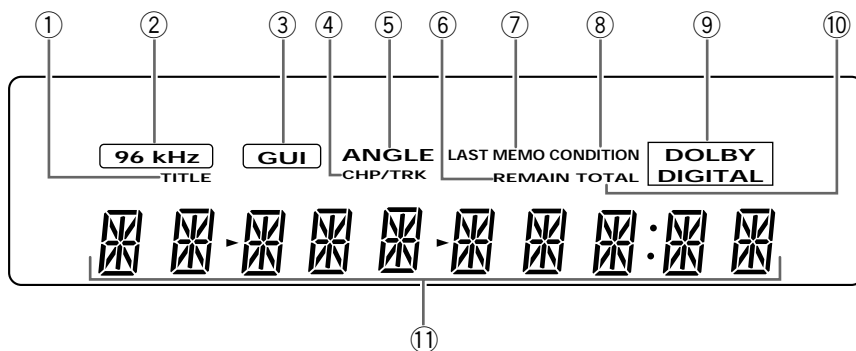 ① ② ③ ④ ⑤ ⑥ ⑦ ⑧ ⑨ ⑩
96 kHz GUI ANGLE LAST MEMO CONDITION DOLBY
TITLE CHP/TRK REMAIN TOTAL DIGITAL
⑪